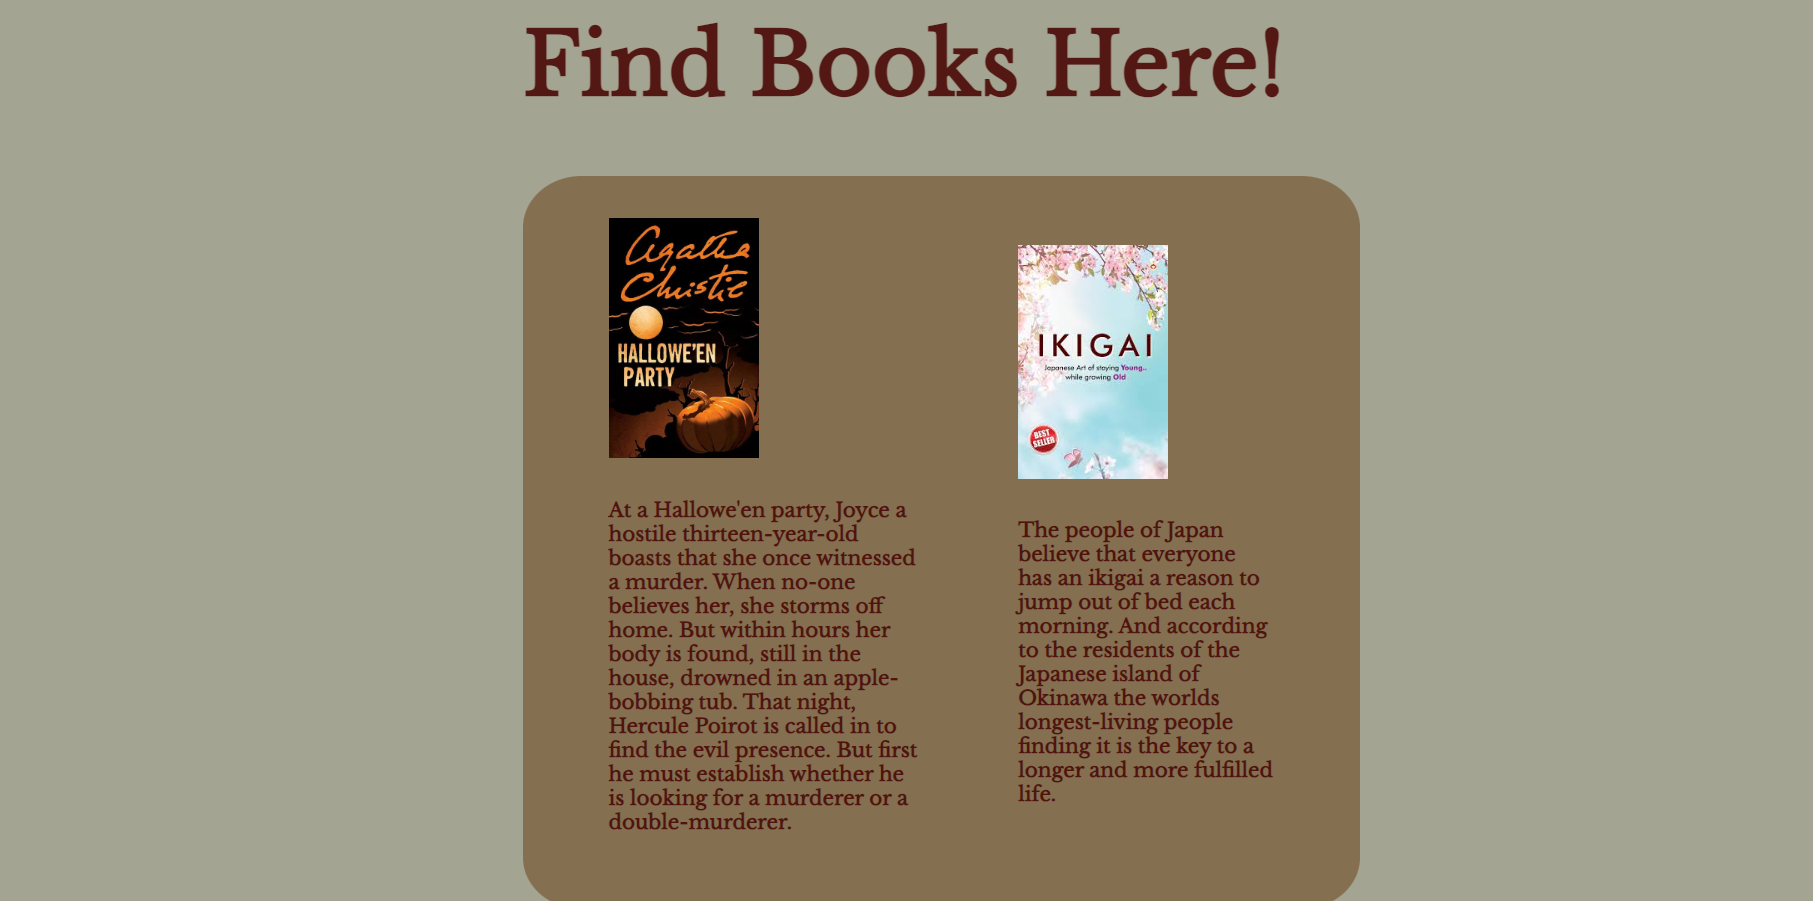 Find Books Here!
Agatha
Christie
HALLOWE'EN
PARTY
At a Hallowe'en party, Joyce a
hostile thirteen-year-old
boasts that she once witnessed
a murder. When no-one
believes her, she storms off
home. But within hours her
body is found, still in the
house, drowned in an apple-
bobbing tub. That night,
Hercule Poirot is called in to
find the evil presence. But first
he must establish whether he
is looking for a murderer or a
double-murderer.
IKIGAI
Japanese Art of staying Young..
while growing Old
BEST
SELLER
The people of Japan
believe that everyone
has an ikigai a reason to
jump out of bed each
morning. And according
to the residents of the
Japanese island of
Okinawa the worlds
longest-living people
finding it is the key to a
longer and more fulfilled
life.